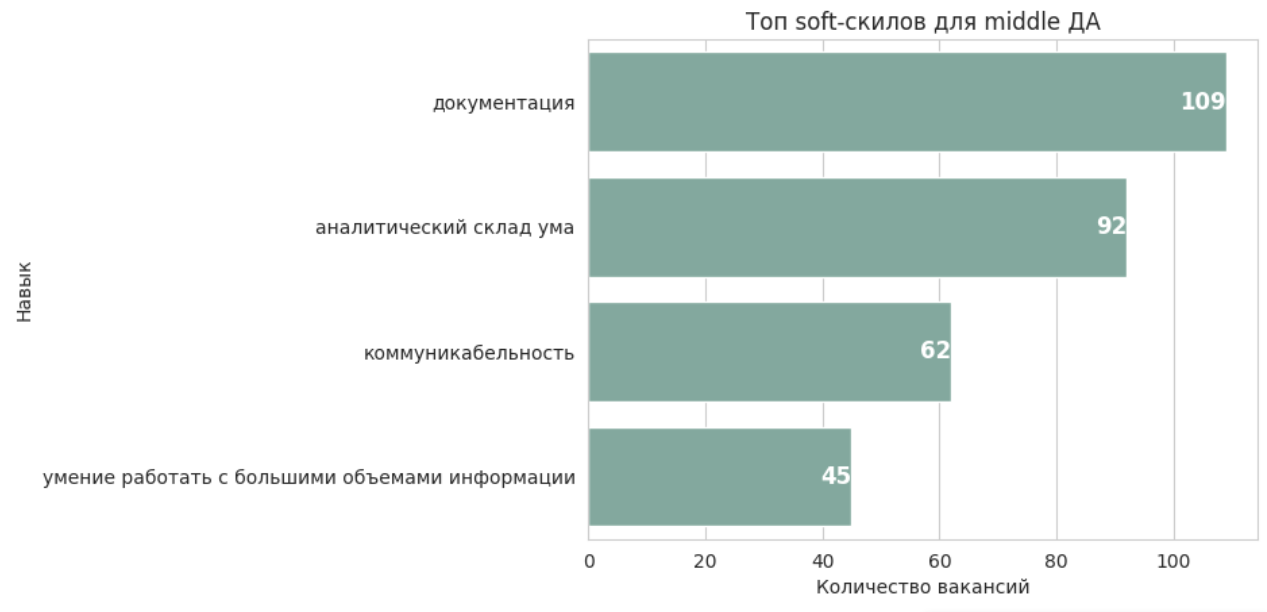 Топ soft-скилов для middle ДА
документация
109
аналитический склад ума
92
Навык
коммуникабельность
62
умение работать с большими объемами информации
45
0 20 40 60 80 100
Количество вакансий